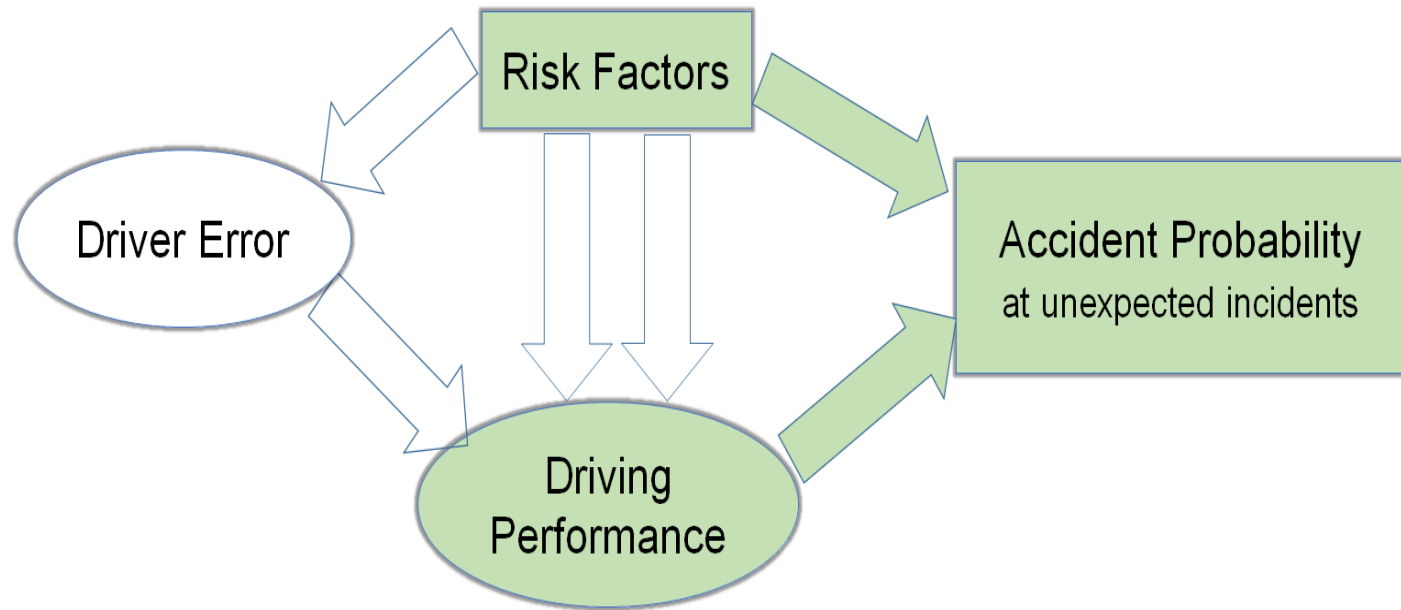 Risk Factors
Driver Error
Accident Probability
at unexpected incidents
Driving
Performance